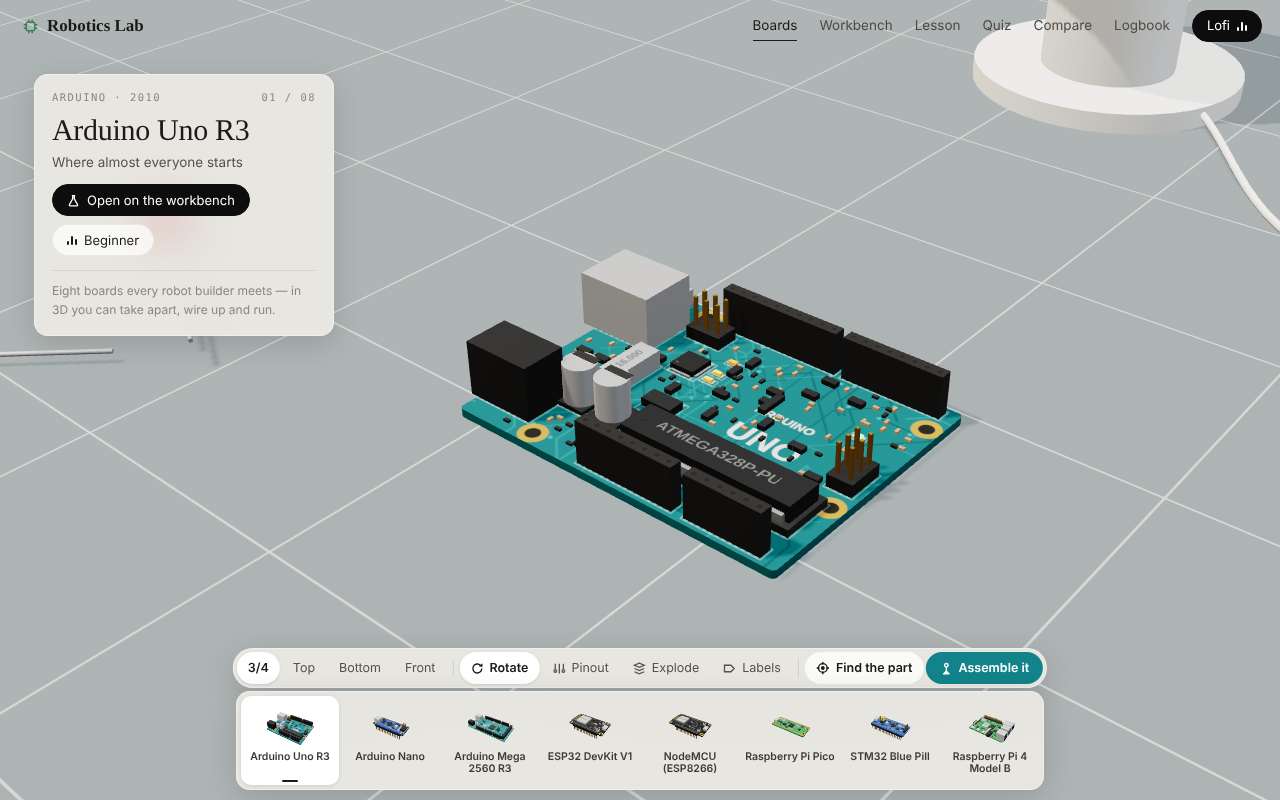 Robotics Lab
Boards
Workbench
Lesson
Quiz
Compare
Logbook
Lofi
ARDUINO · 2010
01 / 08
Arduino Uno R3
Where almost everyone starts
Open on the workbench
Beginner
Eight boards every robot builder meets — in
3D you can take apart, wire up and run.
16.000
UNO
ATMEGA328P-PU
3/4
Top
Bottom
Front
Rotate
Pinout
Explode
Labels
Find the part
Assemble it
Arduino Uno R3
Arduino Nano
Arduino Mega
2560 R3
ESP32 DevKit V1
NodeMCU
(ESP8266)
Raspberry Pi Pico
STM32 Blue Pill
Raspberry Pi 4
Model B